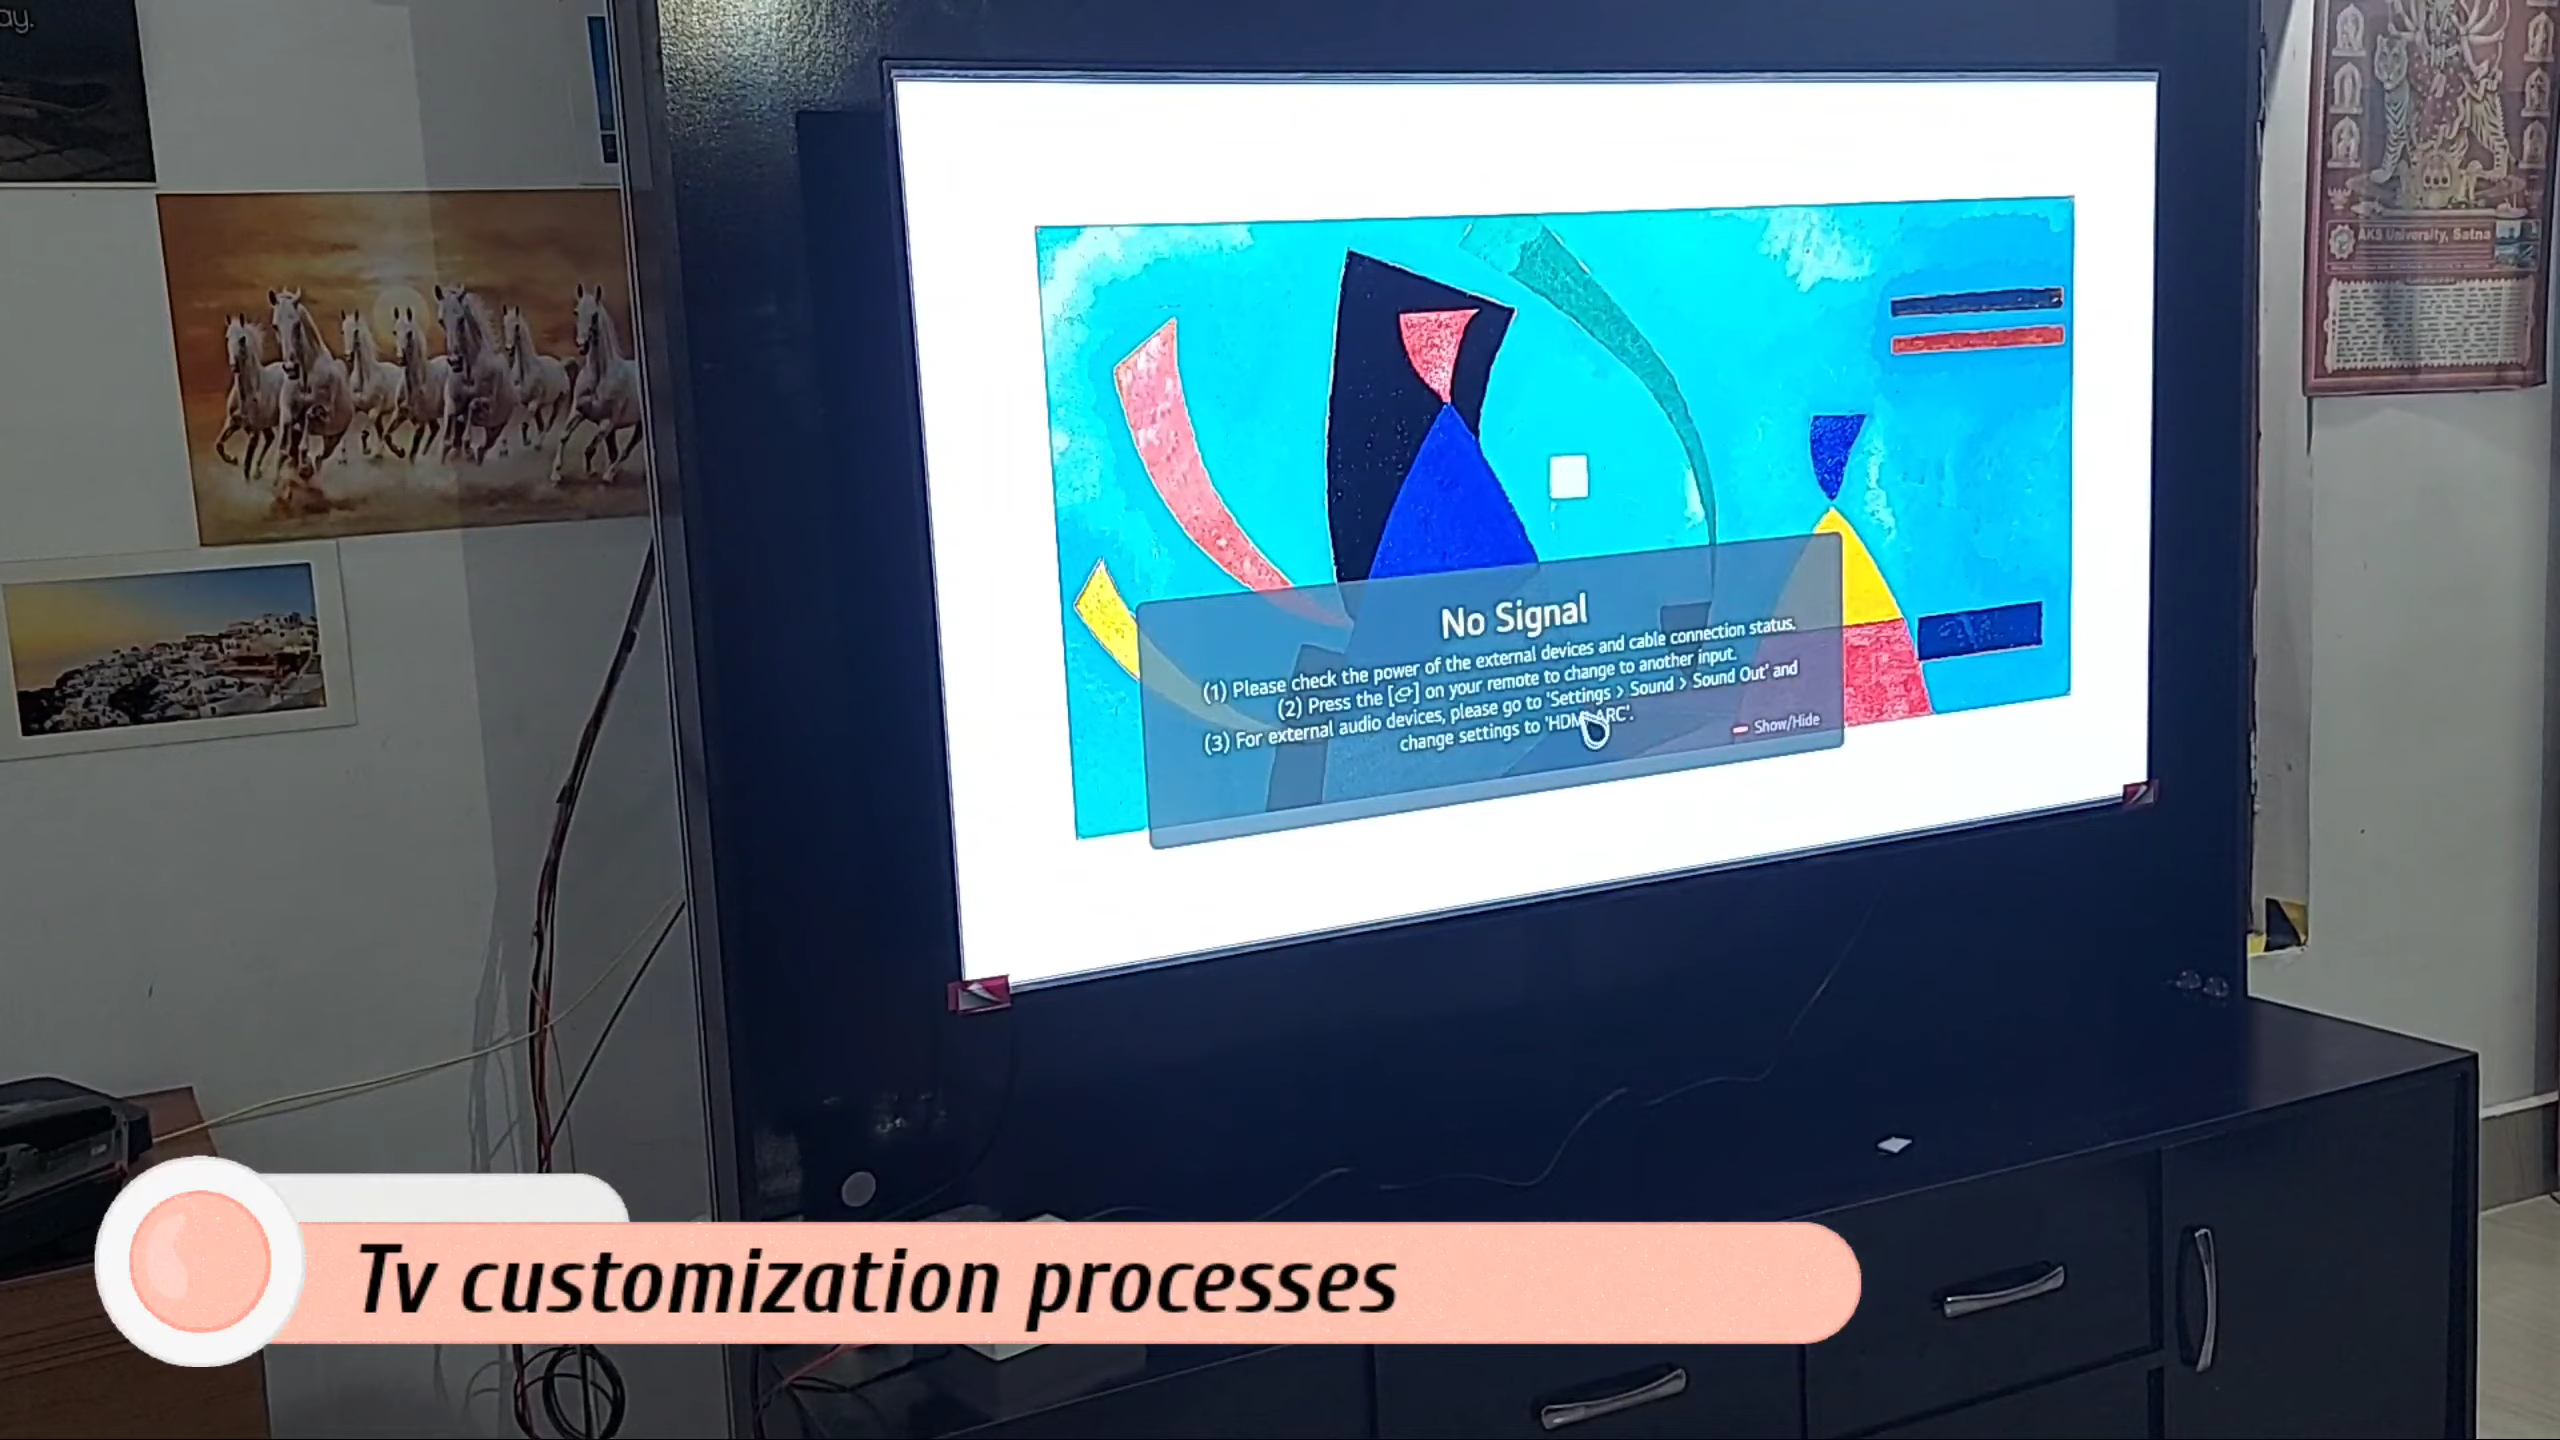 ay.
AKS University, Satna
No Signal
(1) Please check the power of the external devices and cable connection status.
(2) Press the [⮔] on your remote to change to another input.
(3) For external audio devices, please go to 'Settings > Sound > Sound Out' and
change settings to 'HDMI ARC'.
Show/Hide
Tv customization processes